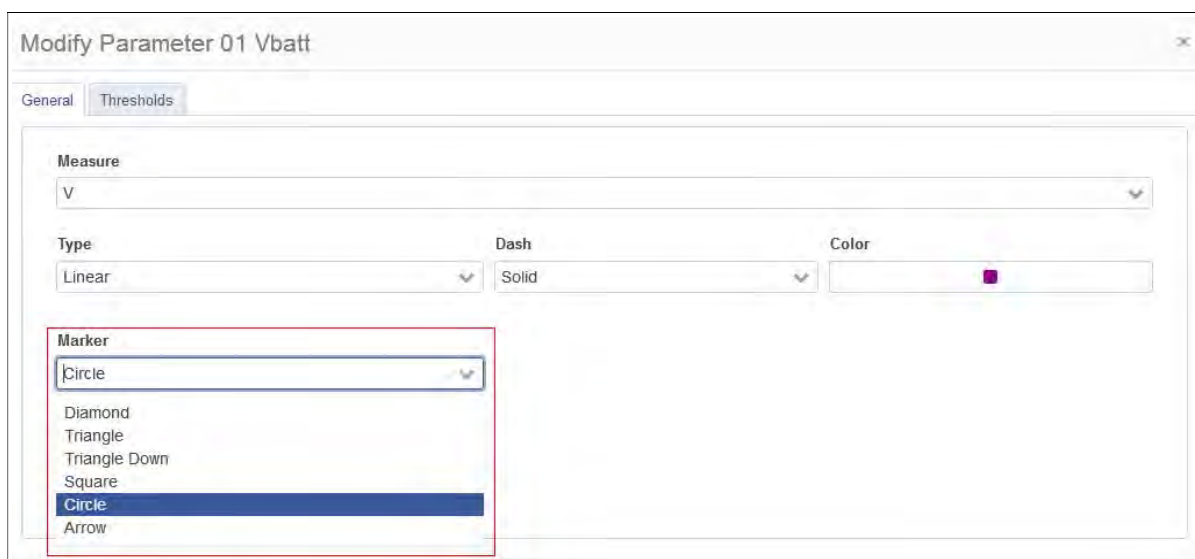 Modify Parameter 01 Vbatt
General Thresholds
Measure
V
Type Dash Color
Linear Solid
Marker
Circle
Diamond
Triangle
Triangle Down
Square
Circle
Arrow